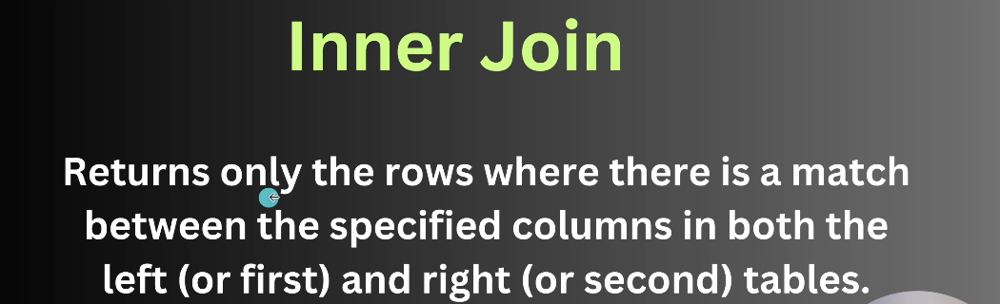 Inner Join
Returns only the rows where there is a match
between the specified columns in both the
left (or first) and right (or second) tables.